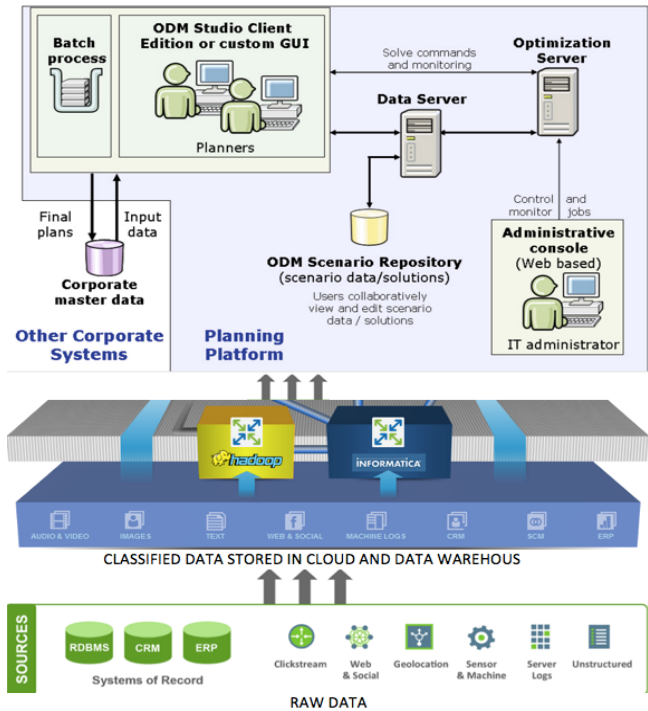 Batch
process
ODM Studio Client
Edition or custom GUI
Planners
Solve commands
and monitoring
Optimization
Server
Data Server
Final
plans
Input
data
Corporate
master data
ODM Scenario Repository
(scenario data/solutions)
Users collaboratively
view and edit scenario
data / solutions
Control and
monitor jobs
Administrative
console
(Web based)
IT administrator
Other Corporate
Systems
Planning
Platform
hadoop
INFORMATICA
AUDIO & VIDEO
IMAGES
TEXT
WEB & SOCIAL
MACHINE LOGS
CRM
SCM
ERP
CLASSIFIED DATA STORED IN CLOUD AND DATA WAREHOUS
SOURCES
RDBMS
CRM
ERP
Systems of Record
Clickstream
Web
& Social
Geolocation
Sensor
& Machine
Server
Logs
Unstructured
RAW DATA